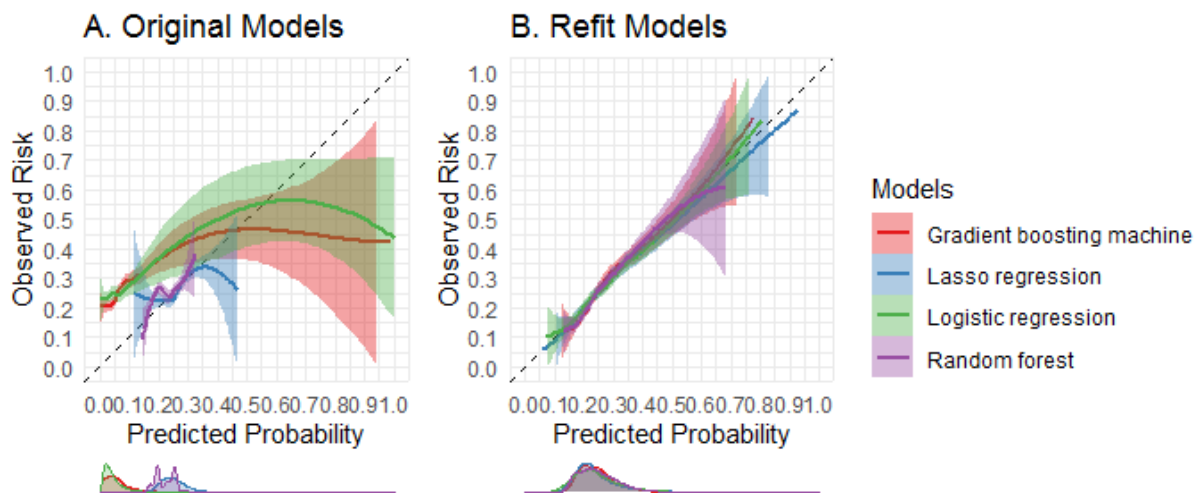 A. Original Models
B. Refit Models
Observed Risk
1.0
0.9
0.8
0.7
0.6
0.5
0.4
0.3
0.2
0.1
0.0
0.00.10.20.30.40.50.60.70.80.91.0
Predicted Probability
Observed Risk
1.0
0.9
0.8
0.7
0.6
0.5
0.4
0.3
0.2
0.1
0.0
0.00.10.20.30.40.50.60.70.80.91.0
Predicted Probability
Models
Gradient boosting machine
Lasso regression
Logistic regression
Random forest